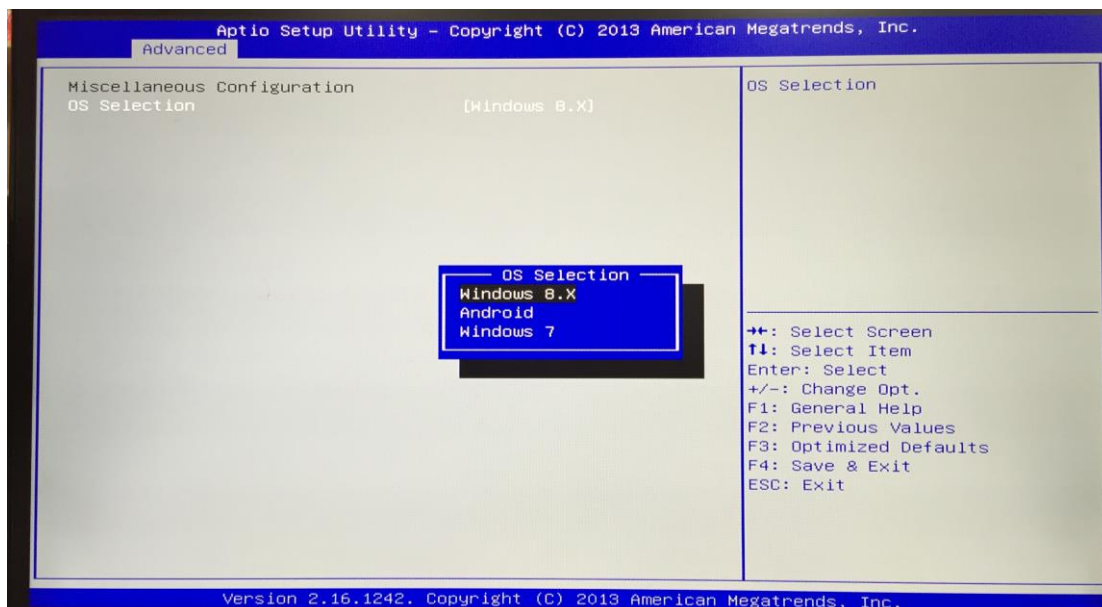 Aptio Setup Utility – Copyright (C) 2013 American Megatrends, Inc.
Advanced
Miscellaneous Configuration
OS Selection [Windows 8.X]
OS Selection
OS Selection
Windows 8.X
Android
Windows 7
→←: Select Screen
↑↓: Select Item
Enter: Select
+/-: Change Opt.
F1: General Help
F2: Previous Values
F3: Optimized Defaults
F4: Save & Exit
ESC: Exit
Version 2.16.1242. Copyright (C) 2013 American Megatrends, Inc.